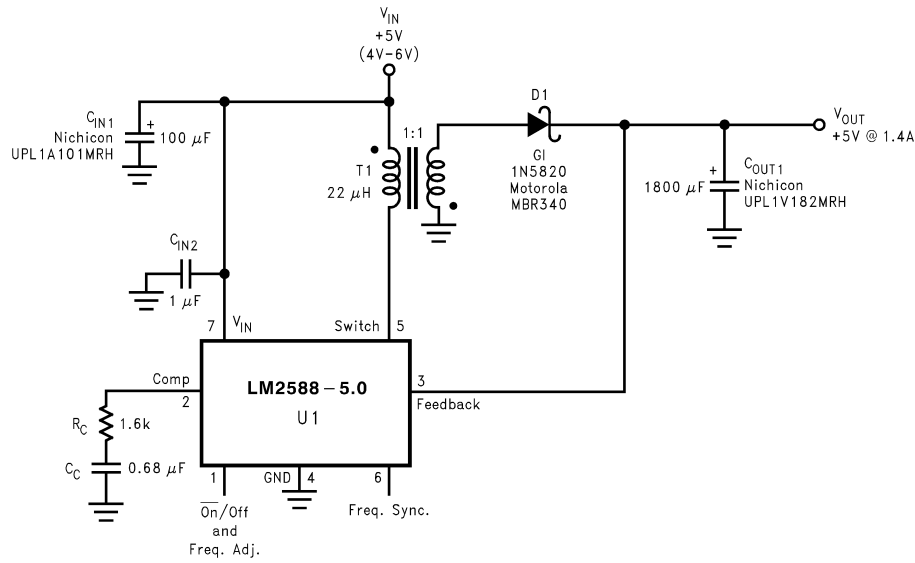 V_IN
+5V
(4V–6V)
C_IN1
Nichicon
UPL1A101MRH
+
100 μF
1:1
T1
22 μH
D1
GI
1N5820
Motorola
MBR340
V_OUT
+5V @ 1.4A
+
1800 μF
C_OUT1
Nichicon
UPL1V182MRH
C_IN2
1 μF
7 V_IN
Switch 5
Comp
2
LM2588–5.0
U1
3
Feedback
R_C 1.6k
C_C 0.68 μF
1
GND 4
6
O̅n̅/Off
and
Freq. Adj.
Freq. Sync.